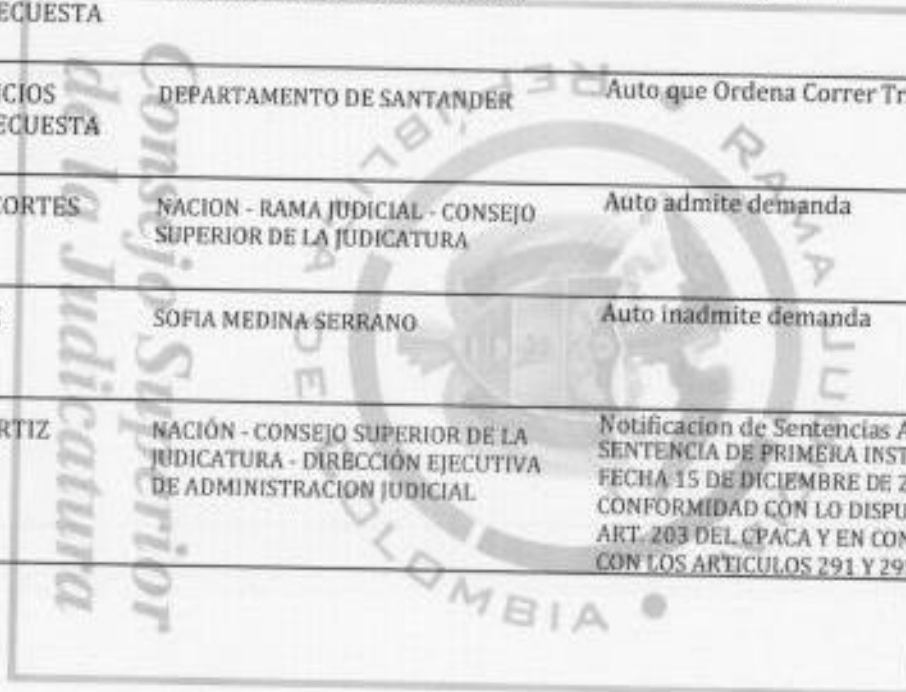 ECUESTA
CIOS
ECUESTA
DEPARTAMENTO DE SANTANDER
Auto que Ordena Correr Tr
CORTES
NACION - RAMA JUDICIAL - CONSEJO
SUPERIOR DE LA JUDICATURA
Auto admite demanda
SOFIA MEDINA SERRANO
Auto inadmite demanda
RTIZ
NACIÓN - CONSEJO SUPERIOR DE LA
JUDICATURA - DIRECCIÓN EJECUTIVA
DE ADMINISTRACION JUDICIAL
Notificacion de Sentencias A
SENTENCIA DE PRIMERA INST
FECHA 15 DE DICIEMBRE DE 2
CONFORMIDAD CON LO DISPU
ART. 203 DEL CPACA Y EN CON
CON LOS ARTICULOS 291 Y 29
Consejo Superior
de la Judicatura
REPÚBLICA DE COLOMBIA
RAMA JU